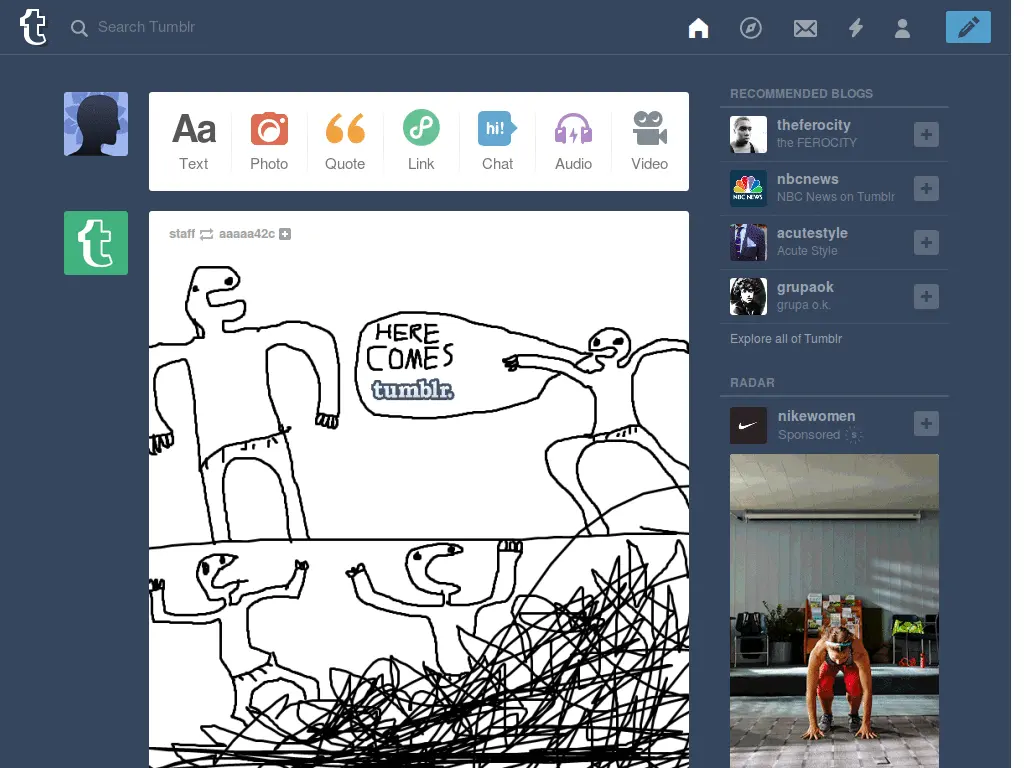 t Search Tumblr
RECOMMENDED BLOGS
Aa
hi!
Text Photo Quote Link Chat Audio Video
theferocity
the FEROCITY
NBC NEWS
nbcnews
NBC News on Tumblr
acutestyle
Acute Style
grupaok
grupa o.k.
Explore all of Tumblr
t
staff aaaaa42c
HERE
COMES
tumblr.
RADAR
nikewomen
Sponsored